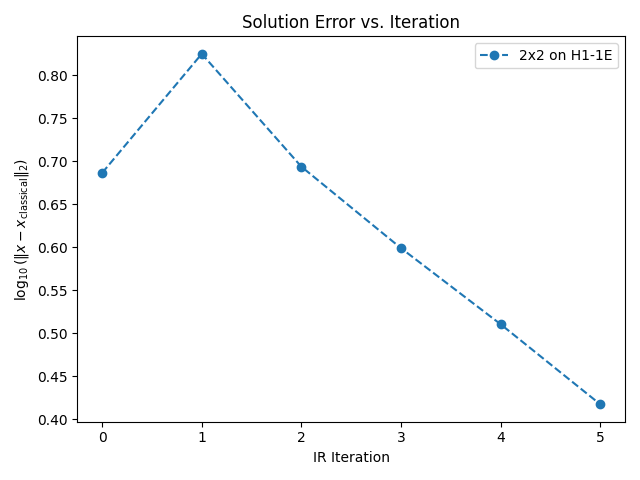 Solution Error vs. Iteration
2x2 on H1-1E
log₁₀(‖x − x_classical‖₂)
0.80
0.75
0.70
0.65
0.60
0.55
0.50
0.45
0.40
0 1 2 3 4 5
IR Iteration